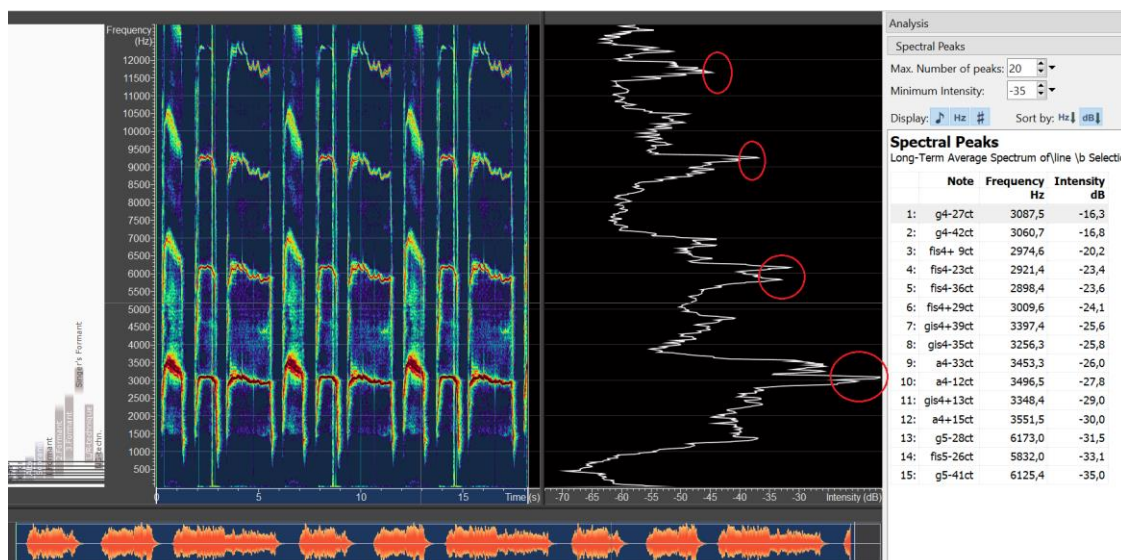 Frequency
(Hz)
12000
11500
11000
10500
10000
9500
9000
8500
8000
7500
7000
6500
6000
5500
5000
4500
4000
3500
3000
2500
2000
1500
1000
500
Singer's Formant
0
5
10
15
Time (s)
-70
-65
-60
-55
-50
-45
-40
-35
-30
Intensity (dB)
Analysis
Spectral Peaks
Max. Number of peaks: 20
Minimum Intensity: -35
Display: ♪ Hz # Sort by: Hz↓ dB↓
Spectral Peaks
Long-Term Average Spectrum of\line \b Selecti
Note Frequency Intensity
Hz dB
1: g4-27ct 3087,5 -16,3
2: g4-42ct 3060,7 -16,8
3: fis4+ 9ct 2974,6 -20,2
4: fis4-23ct 2921,4 -23,4
5: fis4-36ct 2898,4 -23,6
6: fis4+29ct 3009,6 -24,1
7: gis4+39ct 3397,4 -25,6
8: gis4-35ct 3256,3 -25,8
9: a4-33ct 3453,3 -26,0
10: a4-12ct 3496,5 -27,8
11: gis4+13ct 3348,4 -29,0
12: a4+15ct 3551,5 -30,0
13: g5-28ct 6173,0 -31,5
14: fis5-26ct 5832,0 -33,1
15: g5-41ct 6125,4 -35,0